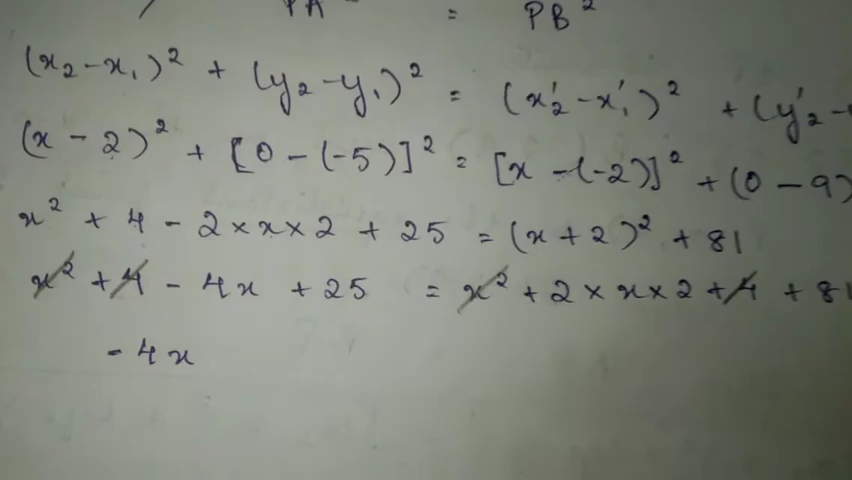 PA = PB²
(x₂-x₁)² + (y₂-y₁)² = (x'₂-x'₁)² + (y'₂-
(x-2)² + [0-(-5)]² = [x-(-2)]² + (0-9)
x² + 4 - 2×x×2 + 25 = (x+2)² + 81
x² + 4 - 4x + 25 = x² + 2×x×2 + 4 + 81
-4x